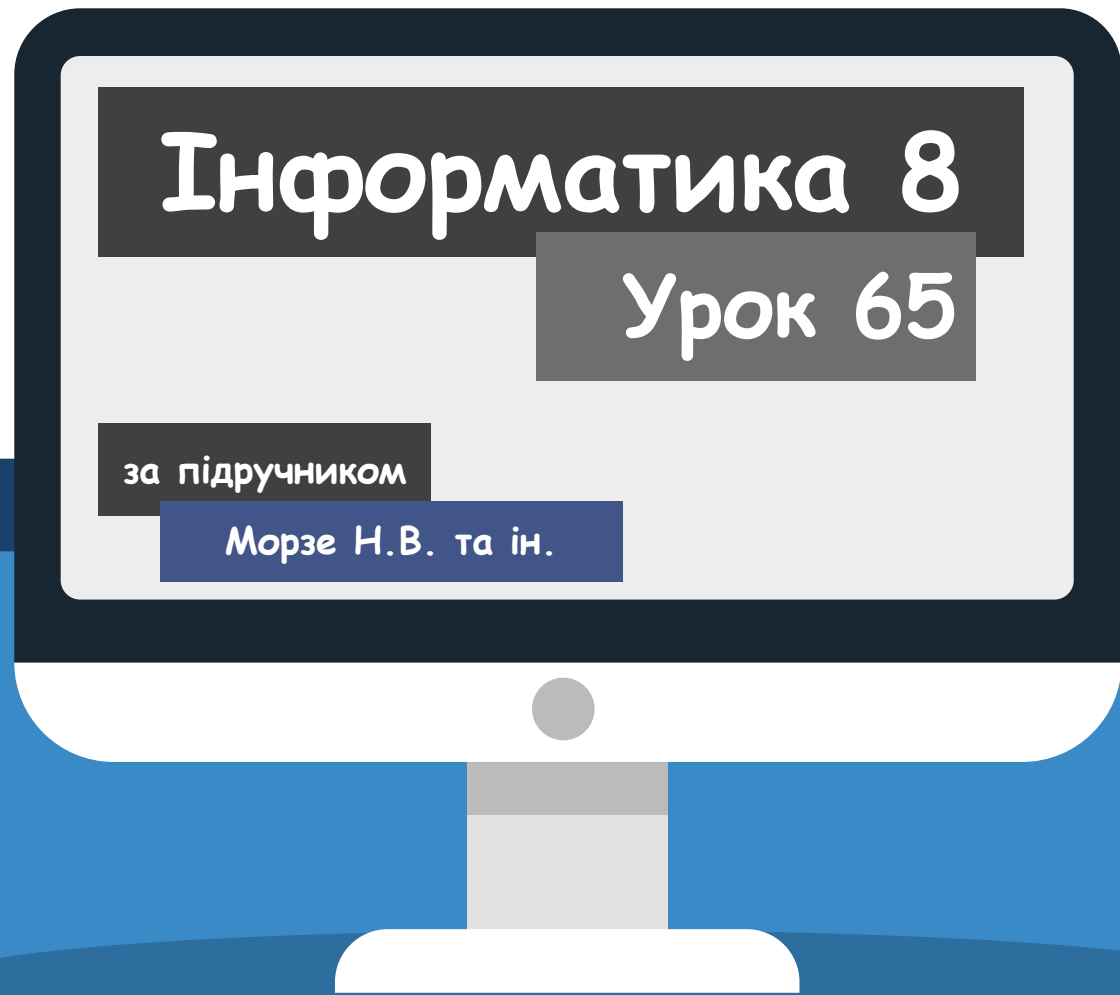 Інформатика 8
Урок 65
за підручником
Морзе Н.В. та ін.